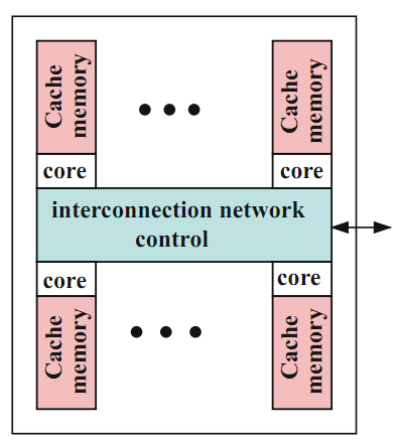 Cache
memory
Cache
memory
core
core
interconnection network
control
core
core
Cache
memory
Cache
memory